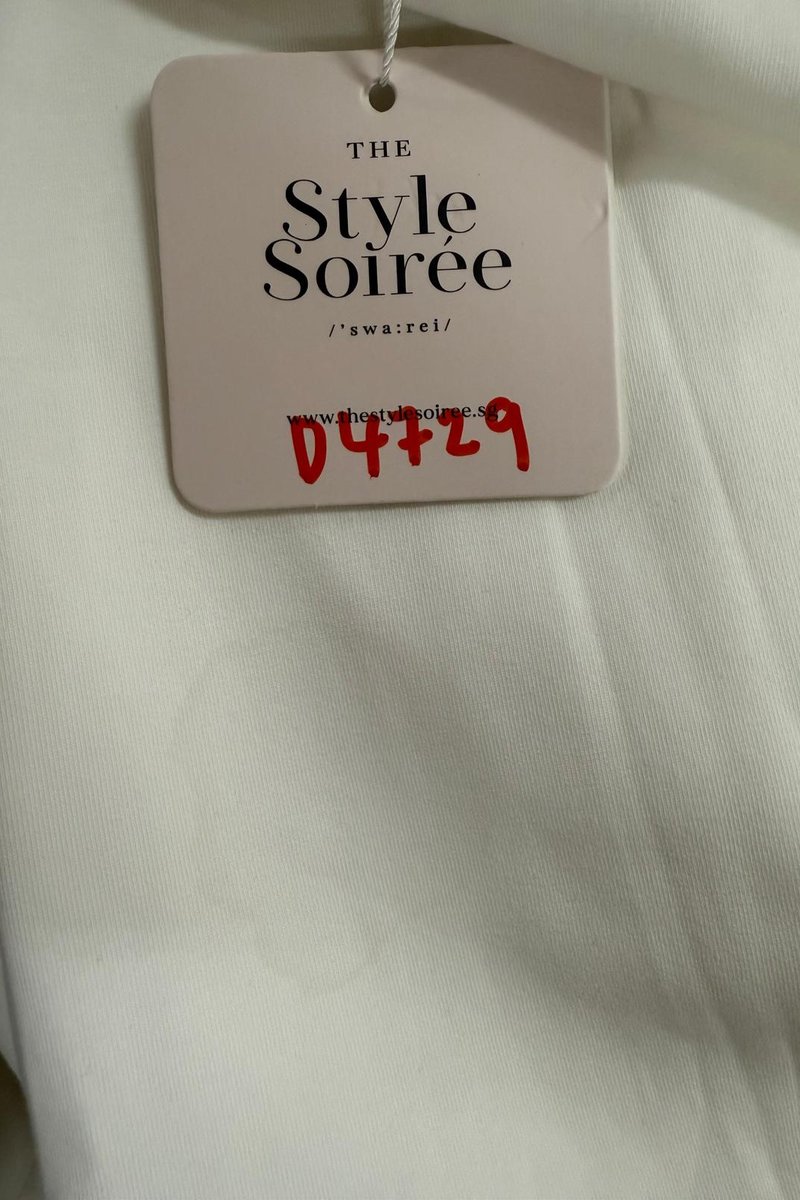 THE
Style
Soirée
/'swa:rei/
www.thestylesoiree.sg
D4729